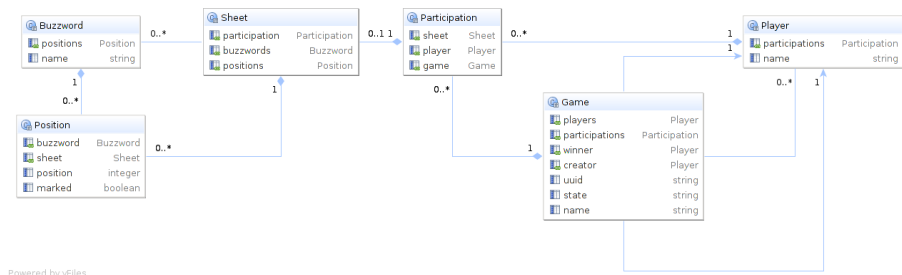 Buzzword
positions Position
name string
0..*
Sheet
participation Participation
buzzwords Buzzword
positions Position
0..1 1
Participation
sheet Sheet
player Player
game Game
0..*
1
1
Player
participations Participation
name string
1
0..*
1
0..*
0..*
1
Position
buzzword Buzzword
sheet Sheet
position integer
marked boolean
0..*
1
Game
players Player
participations Participation
winner Player
creator Player
uuid string
state string
name string
Powered by yFiles